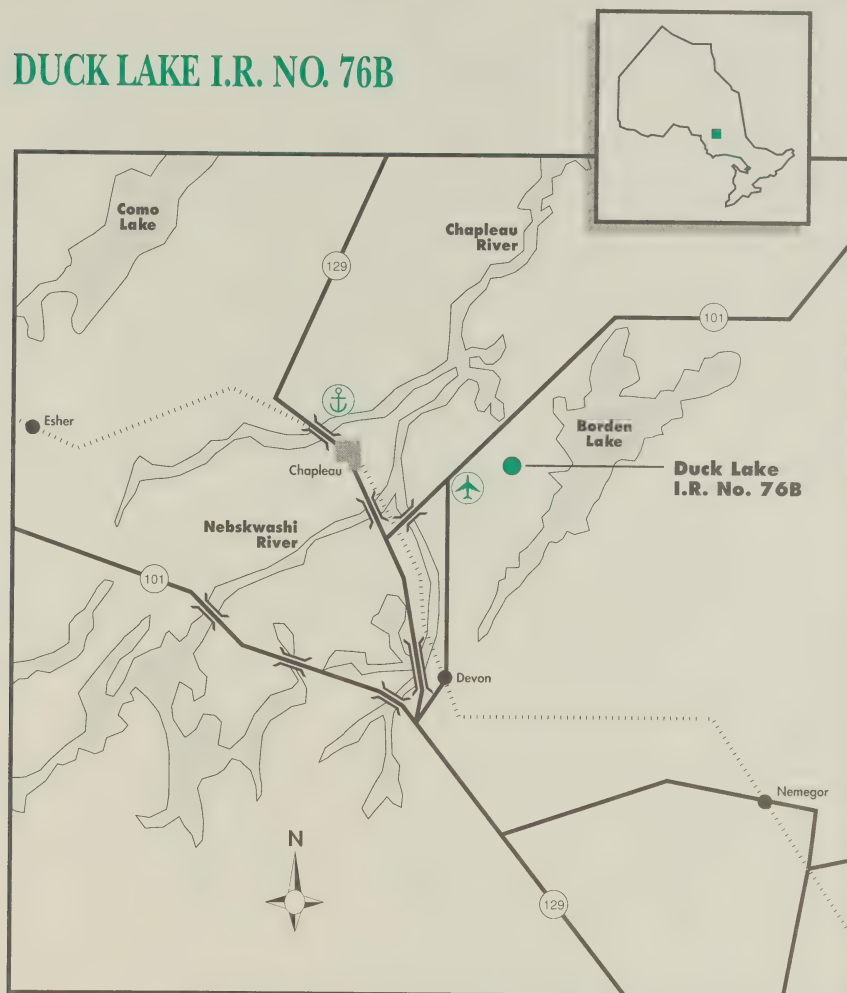 DUCK LAKE I.R. NO. 76B
Como
Lake
Chapleau
River
129
101
Esher
Borden
Lake
Chapleau
Duck Lake
I.R. No. 76B
Nebskwashi
River
101
Devon
Nemegor
N
129